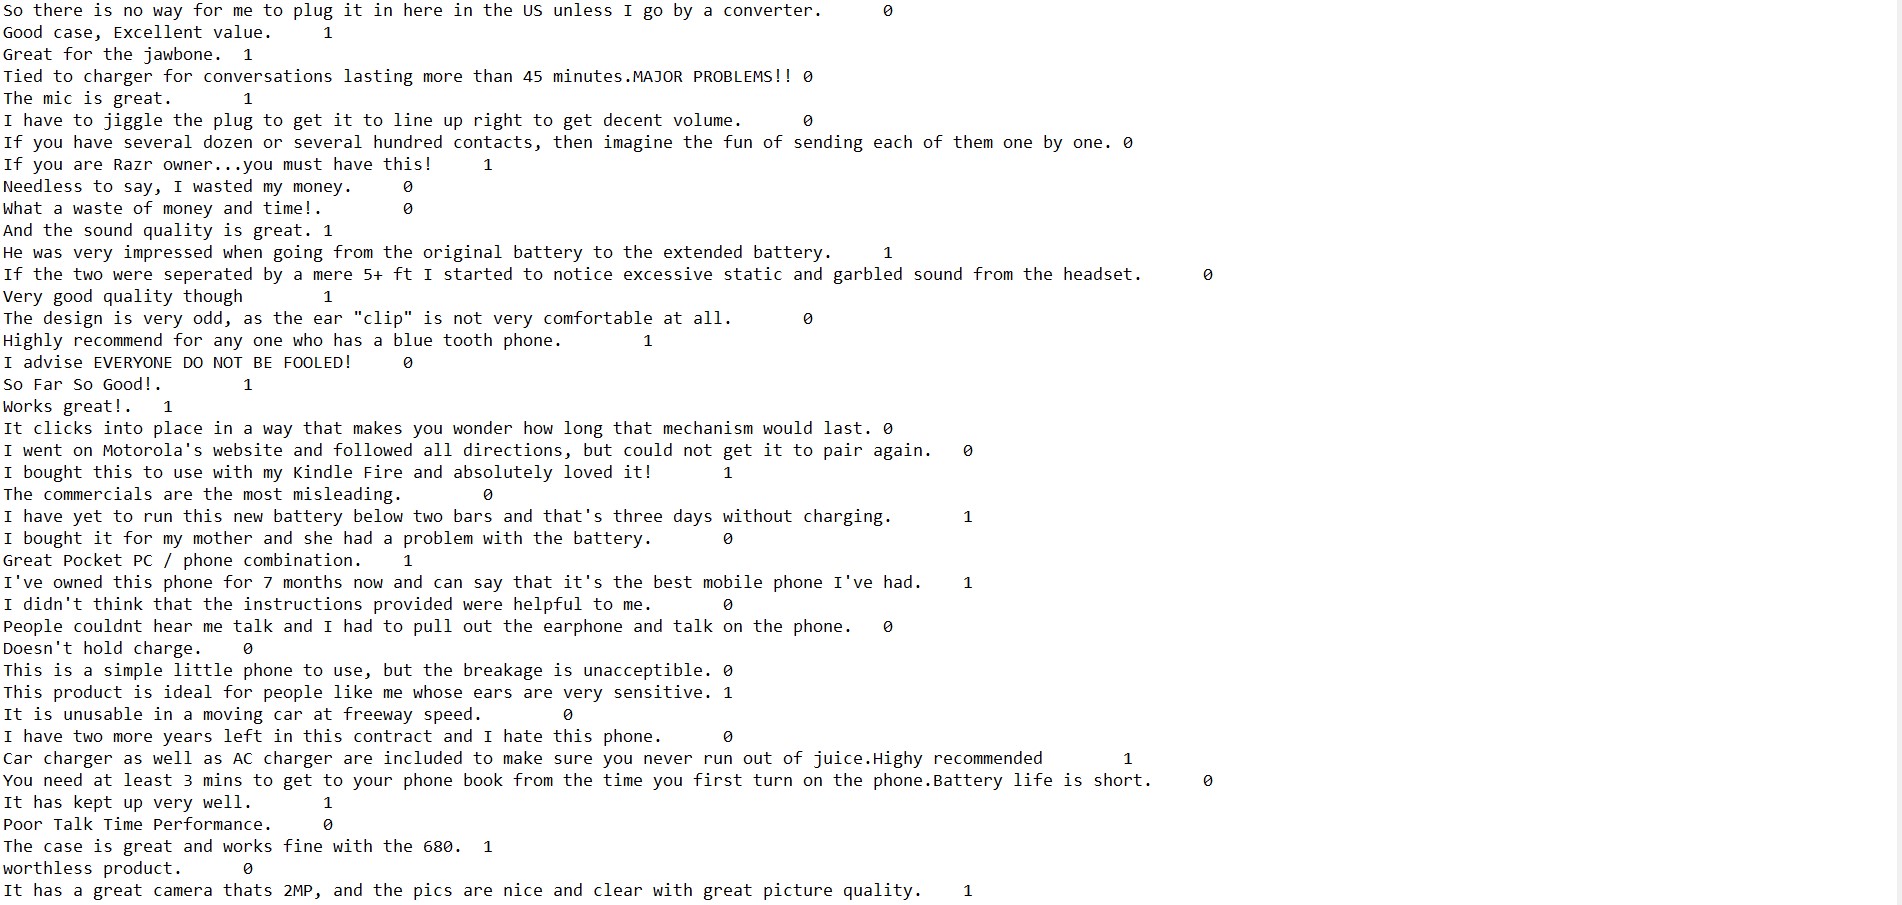 So there is no way for me to plug it in here in the US unless I go by a converter.	0
Good case, Excellent value.	1
Great for the jawbone.	1
Tied to charger for conversations lasting more than 45 minutes.MAJOR PROBLEMS!!	0
The mic is great.	1
I have to jiggle the plug to get it to line up right to get decent volume.	0
If you have several dozen or several hundred contacts, then imagine the fun of sending each of them one by one.	0
If you are Razr owner...you must have this!	1
Needless to say, I wasted my money.	0
What a waste of money and time!.	0
And the sound quality is great.	1
He was very impressed when going from the original battery to the extended battery.	1
If the two were seperated by a mere 5+ ft I started to notice excessive static and garbled sound from the headset.	0
Very good quality though	1
The design is very odd, as the ear "clip" is not very comfortable at all.	0
Highly recommend for any one who has a blue tooth phone.	1
I advise EVERYONE DO NOT BE FOOLED!	0
So Far So Good!.	1
Works great!.	1
It clicks into place in a way that makes you wonder how long that mechanism would last.	0
I went on Motorola's website and followed all directions, but could not get it to pair again.	0
I bought this to use with my Kindle Fire and absolutely loved it!	1
The commercials are the most misleading.	0
I have yet to run this new battery below two bars and that's three days without charging.	1
I bought it for my mother and she had a problem with the battery.	0
Great Pocket PC / phone combination.	1
I've owned this phone for 7 months now and can say that it's the best mobile phone I've had.	1
I didn't think that the instructions provided were helpful to me.	0
People couldnt hear me talk and I had to pull out the earphone and talk on the phone.	0
Doesn't hold charge.	0
This is a simple little phone to use, but the breakage is unacceptible.	0
This product is ideal for people like me whose ears are very sensitive.	1
It is unusable in a moving car at freeway speed.	0
I have two more years left in this contract and I hate this phone.	0
Car charger as well as AC charger are included to make sure you never run out of juice.Highy recommended	1
You need at least 3 mins to get to your phone book from the time you first turn on the phone.Battery life is short.	0
It has kept up very well.	1
Poor Talk Time Performance.	0
The case is great and works fine with the 680.	1
worthless product.	0
It has a great camera thats 2MP, and the pics are nice and clear with great picture quality.	1